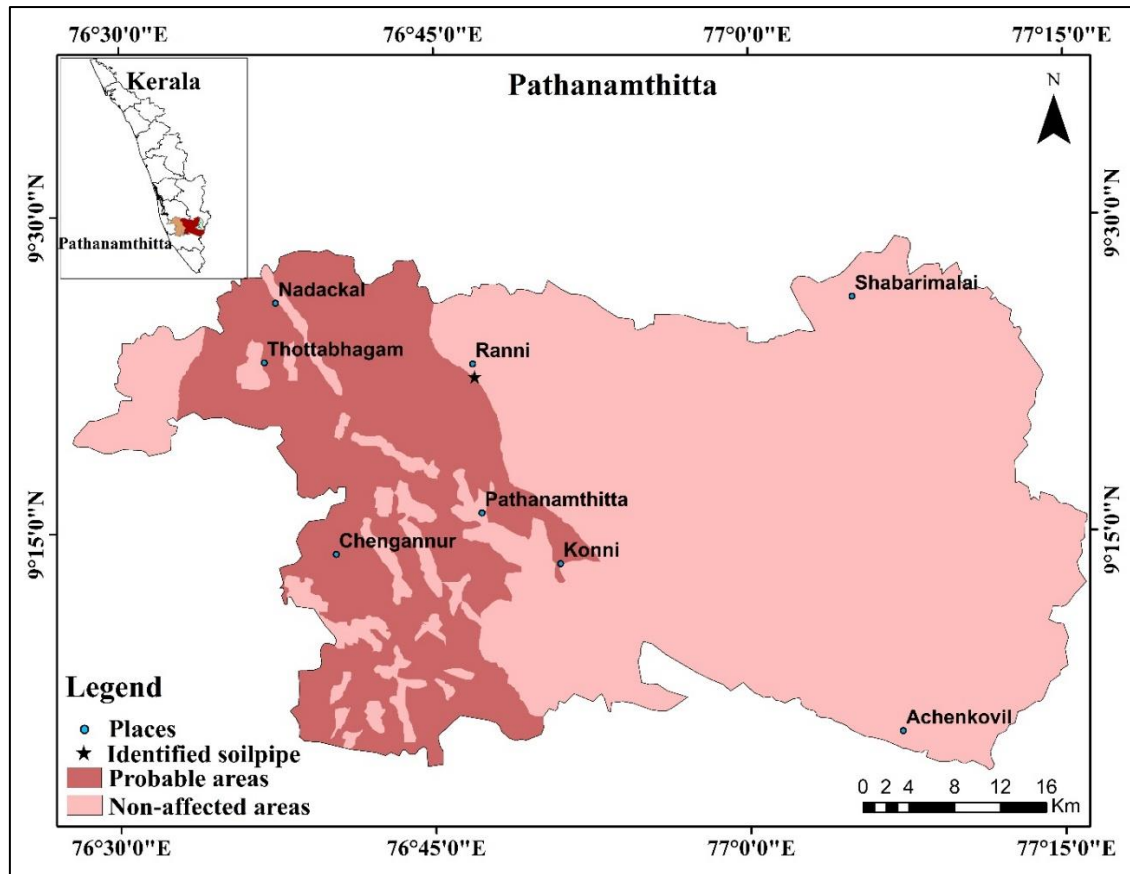 76°30'0"E 76°45'0"E 77°0'0"E 77°15'0"E
Kerala
Pathanamthitta
Pathanamthitta
N
9°30'0"N
9°30'0"N
Shabarimalai
Nadackal
Thottabhagam
Ranni
Pathanamthitta
Chengannur
Konni
9°15'0"N
9°15'0"N
Achenkovil
Legend
Places
Identified soilpipe
Probable areas
Non-affected areas
0 2 4 8 12 16
Km
76°30'0"E 76°45'0"E 77°0'0"E 77°15'0"E